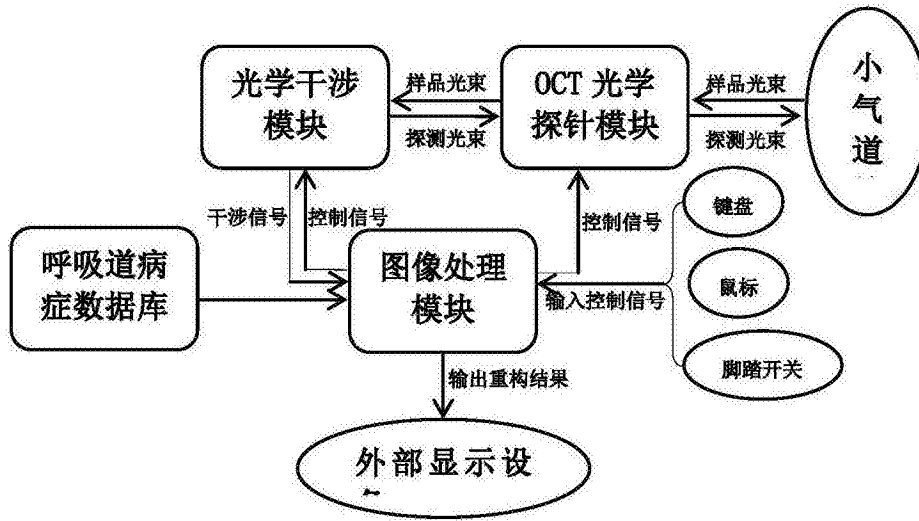 光学干涉
模块
样品光束
探测光束
OCT 光学
探针模块
样品光束
探测光束
小
气
道
干涉信号
控制信号
控制信号
键盘
呼吸道病
症数据库
图像处理
模块
输入控制信号
鼠标
脚踏开关
输出重构结果
外部显示设